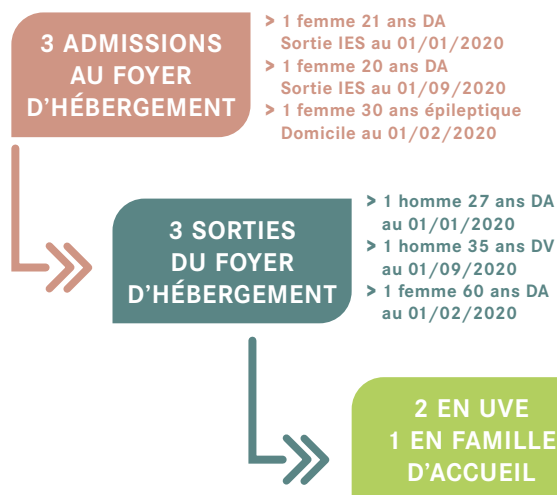 3 ADMISSIONS
AU FOYER
D'HÉBERGEMENT
> 1 femme 21 ans DA
Sortie IES au 01/01/2020
> 1 femme 20 ans DA
Sortie IES au 01/09/2020
> 1 femme 30 ans épileptique
Domicile au 01/02/2020
3 SORTIES
DU FOYER
D'HÉBERGEMENT
> 1 homme 27 ans DA
au 01/01/2020
> 1 homme 35 ans DV
au 01/09/2020
> 1 femme 60 ans DA
au 01/02/2020
2 EN UVE
1 EN FAMILLE
D'ACCUEIL